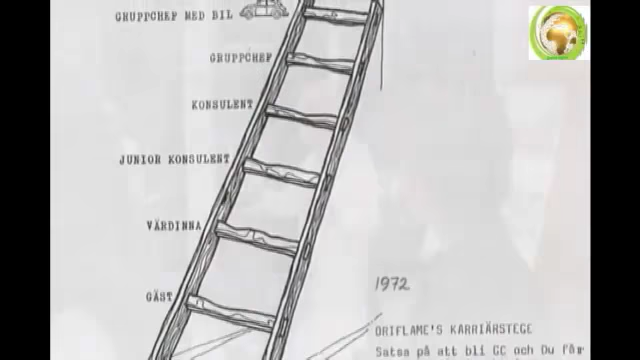 GRUPPCHEF MED BIL
GRUPPCHEF
KONSULENT
JUNIOR KONSULENT
VÄRDINNA
GÄST
1972
ORIFLAME'S KARRIÄRSTEGE
Satsa på att bli GC och Du får